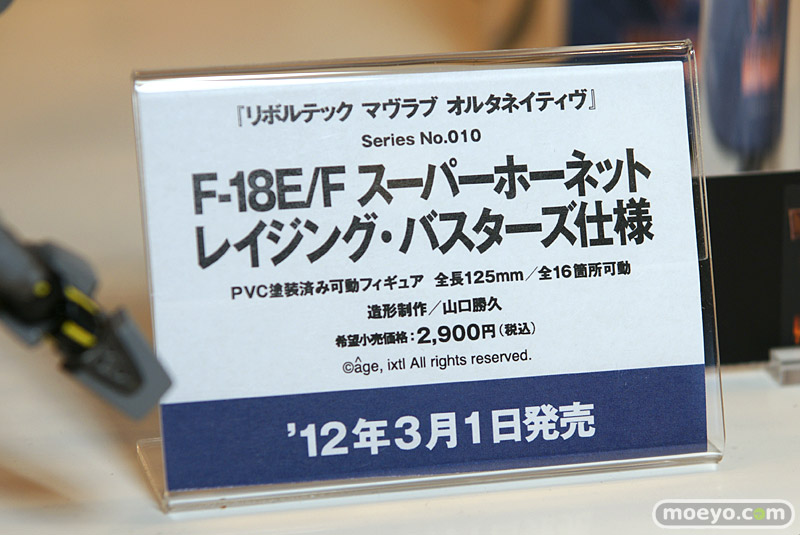 『リボルテック マヴラブ オルタネイティヴ』
Series No.010
F-18E/F スーパーホーネット
レイジング・バスターズ仕様
PVC塗装済み可動フィギュア 全長125mm／全16箇所可動
造形制作／山口勝久
希望小売価格：2,900円（税込）
©âge, ixtl All rights reserved.
’12年3月1日発売
moeyo.com